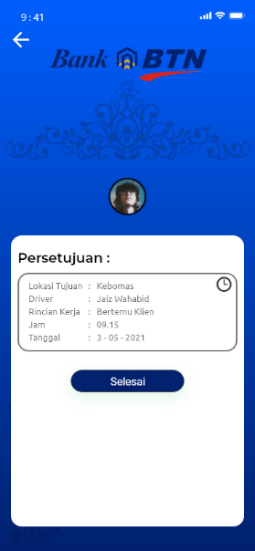 9:41
Bank BTN
Persetujuan :
Lokasi Tujuan : Kebomas
Driver : Jaiz Wahabid
Rincian Kerja : Bertemu Klien
Jam : 09.15
Tanggal : 3 - 05 - 2021
Selesai